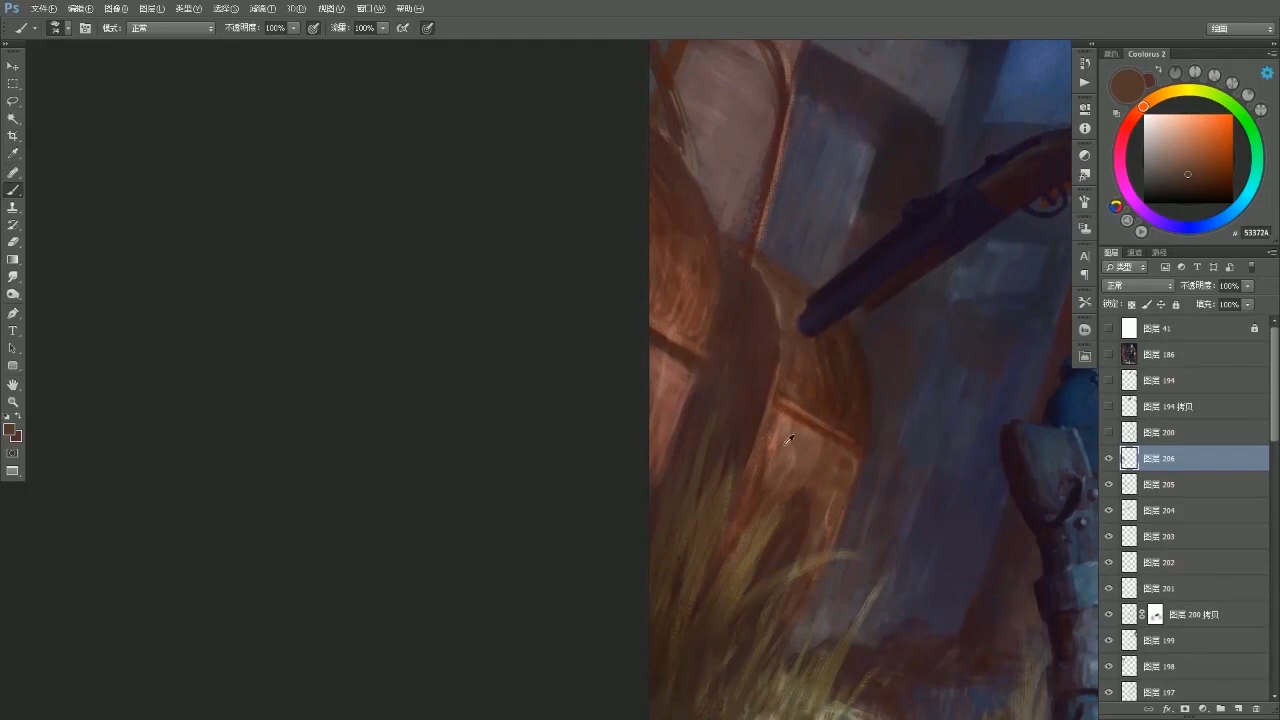 Ps 文件(F) 编辑(E) 图像(I) 图层(L) 类型(Y) 选择(S) 滤镜(T) 3D(D) 视图(V) 窗口(W) 帮助(H)
74 模式: 正常 不透明度: 100% 流量: 100% 绘画
颜色 Coolorus 2
# 53372A
图层 通道 路径
类型
正常 不透明度: 100%
锁定: 填充: 100%
图层 41
图层 186
图层 194
图层 194 拷贝
图层 200
图层 206
图层 205
图层 204
图层 203
图层 202
图层 201
图层 200 拷贝
图层 199
图层 198
图层 197